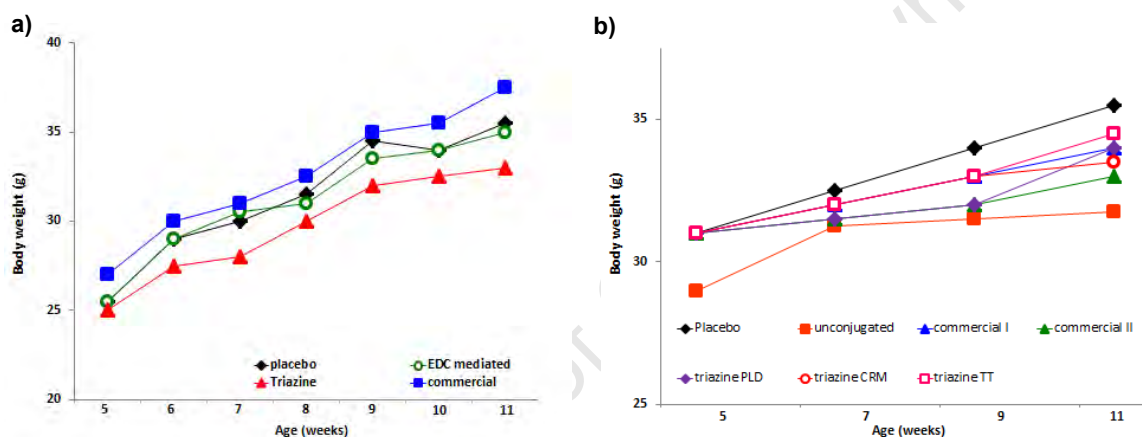 a)
40
35
30
25
20
Body weight (g)
5 6 7 8 9 10 11
Age (weeks)
placebo EDC mediated
Triazine commercial
b)
35
30
25
Body weight (g)
Placebo unconjugated commercial I commercial II
triazine PLD triazine CRM triazine TT
5 7 9 11
Age (weeks)